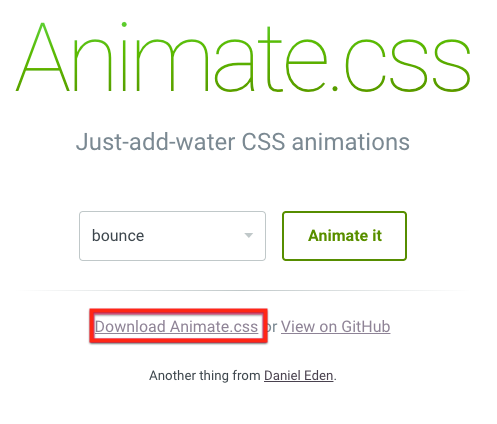 Animate.css
Just-add-water CSS animations
bounce
Animate it
Download Animate.css or View on GitHub
Another thing from Daniel Eden.